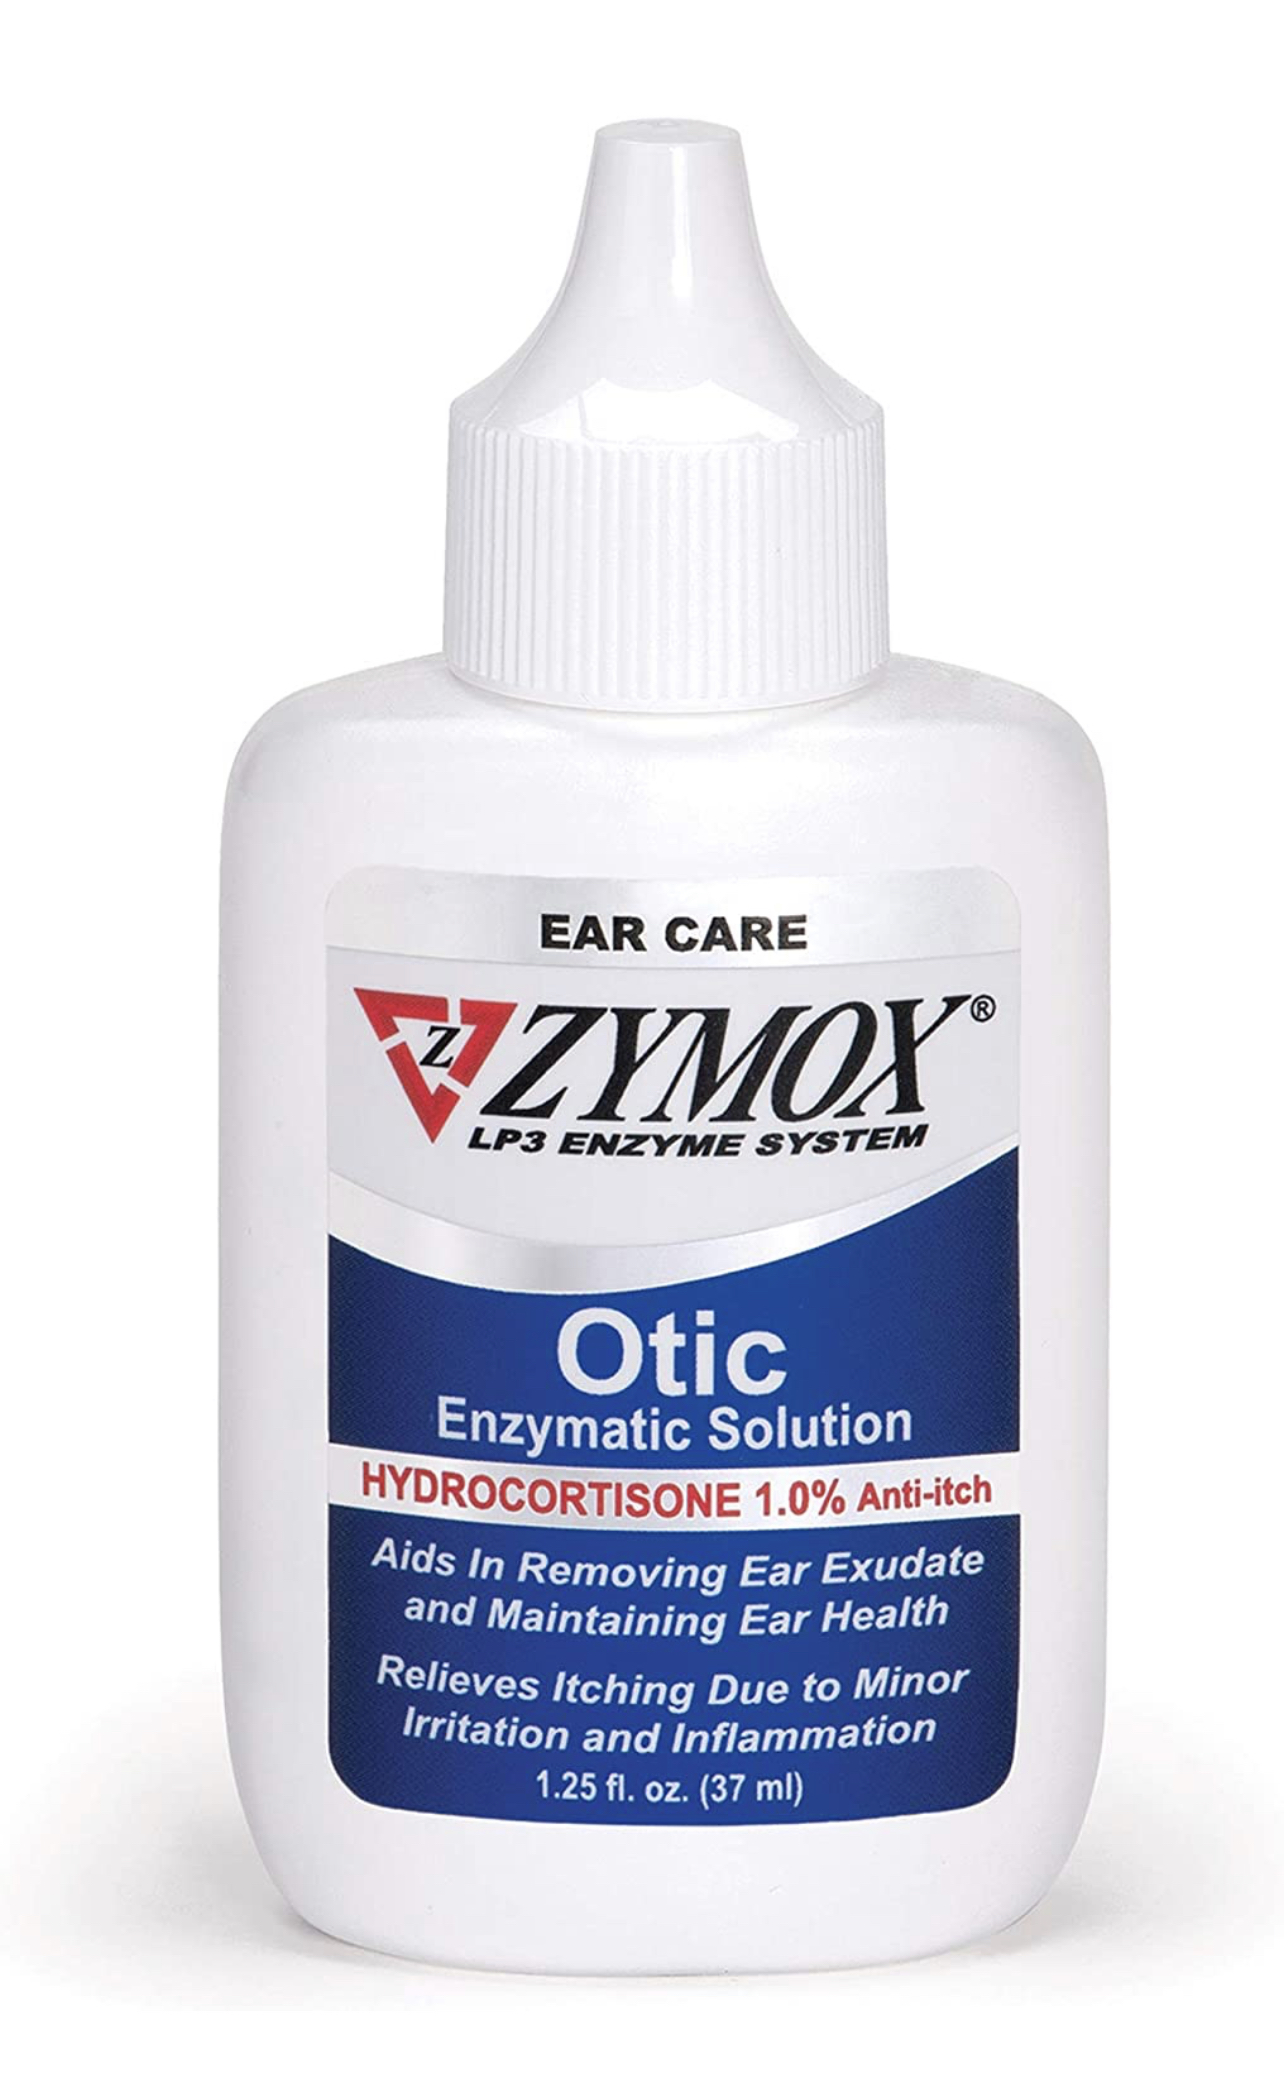 EAR CARE
Z ZYMOX®
LP3 ENZYME SYSTEM
Otic
Enzymatic Solution
HYDROCORTISONE 1.0% Anti-itch
Aids In Removing Ear Exudate
and Maintaining Ear Health
Relieves Itching Due to Minor
Irritation and Inflammation
1.25 fl. oz. (37 ml)